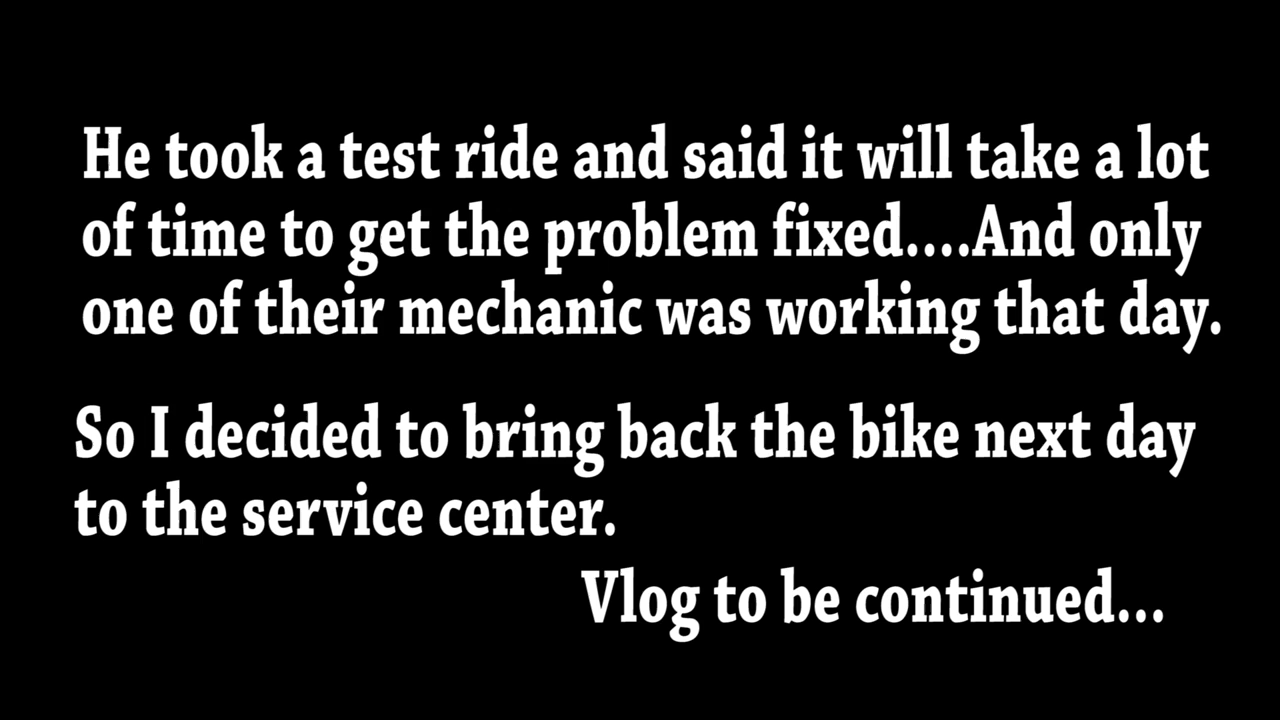 He took a test ride and said it will take a lot
of time to get the problem fixed....And only
one of their mechanic was working that day.
So I decided to bring back the bike next day
to the service center.
Vlog to be continued...